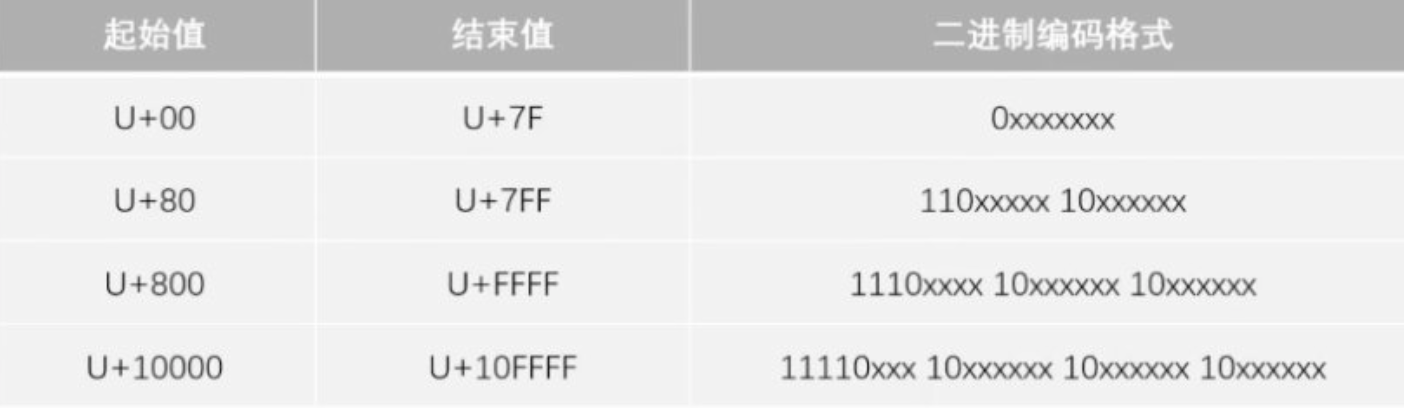 起始值 结束值 二进制编码格式
U+00 U+7F 0xxxxxxx
U+80 U+7FF 110xxxxx 10xxxxxx
U+800 U+FFFF 1110xxxx 10xxxxxx 10xxxxxx
U+10000 U+10FFFF 11110xxx 10xxxxxx 10xxxxxx 10xxxxxx